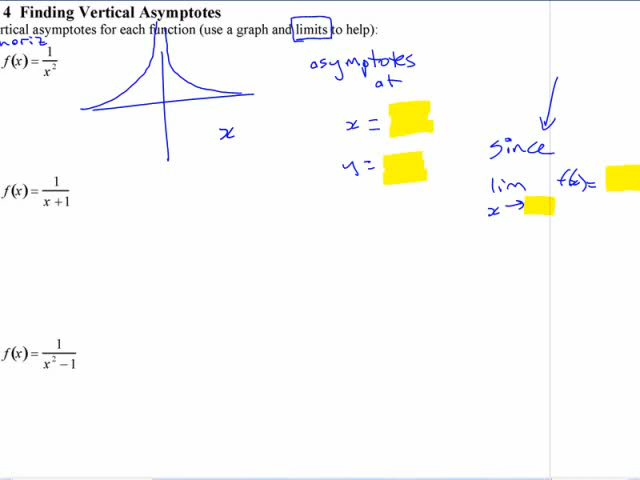 4 Finding Vertical Asymptotes
rtical asymptotes for each function (use a graph and limits to help):
horiz
f(x) = 1/x²
asymptotes
at
x
x =
y =
since
lim f(x) =
x →
f(x) = 1/(x+1)
f(x) = 1/(x² − 1)